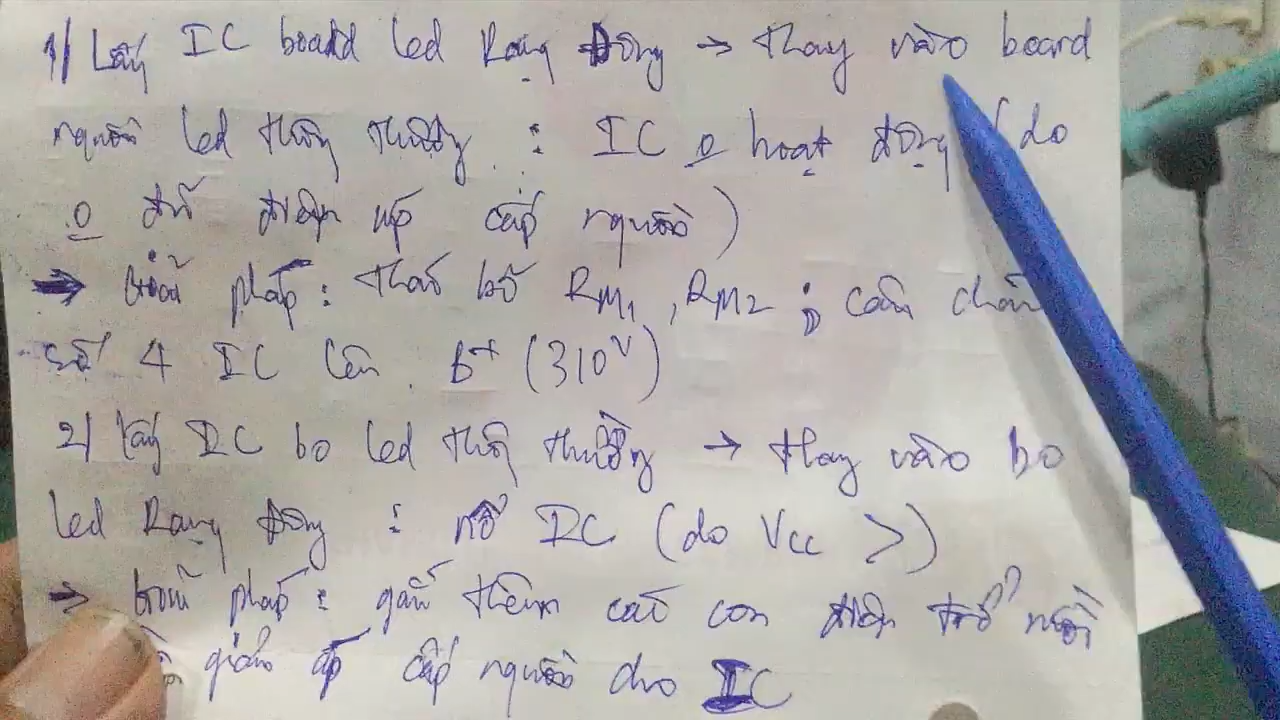 1/ Lấy IC board led Rạng Đông → thay vào board
nguồn led thông thường : IC o hoạt động (do
o đủ điện áp cấp nguồn)
→ Giải pháp : tháo bỏ RM1, RM2 ; câu chân
số 4 IC lên B+ (310V)
2/ Lấy IC bo led thông thường → thay vào bo
led Rạng Đông : nổ IC (do Vcc >)
→ Giải pháp : gắn thêm các con điện trở nối
giảm áp cấp nguồn cho IC